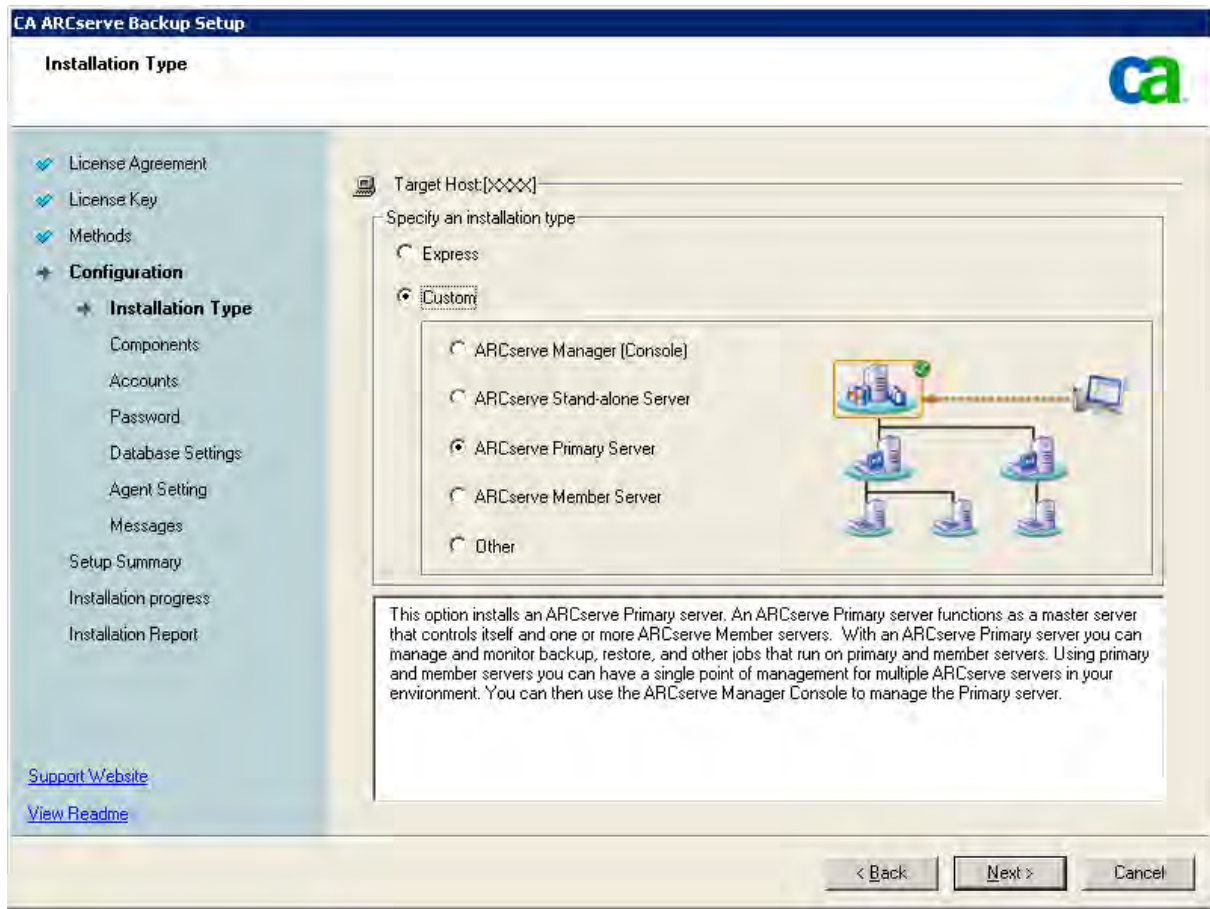 CA ARCserve Backup Setup
Installation Type
ca
License Agreement
License Key
Methods
Configuration
Installation Type
Components
Accounts
Password
Database Settings
Agent Setting
Messages
Setup Summary
Installation progress
Installation Report
Support Website
View Readme
Target Host:[XXXX]
Specify an installation type
Express
Custom
ARCserve Manager (Console)
ARCserve Stand-alone Server
ARCserve Primary Server
ARCserve Member Server
Other
This option installs an ARCserve Primary server. An ARCserve Primary server functions as a master server
that controls itself and one or more ARCserve Member servers. With an ARCserve Primary server you can
manage and monitor backup, restore, and other jobs that run on primary and member servers. Using primary
and member servers you can have a single point of management for multiple ARCserve servers in your
environment. You can then use the ARCserve Manager Console to manage the Primary server.
< Back
Next >
Cancel